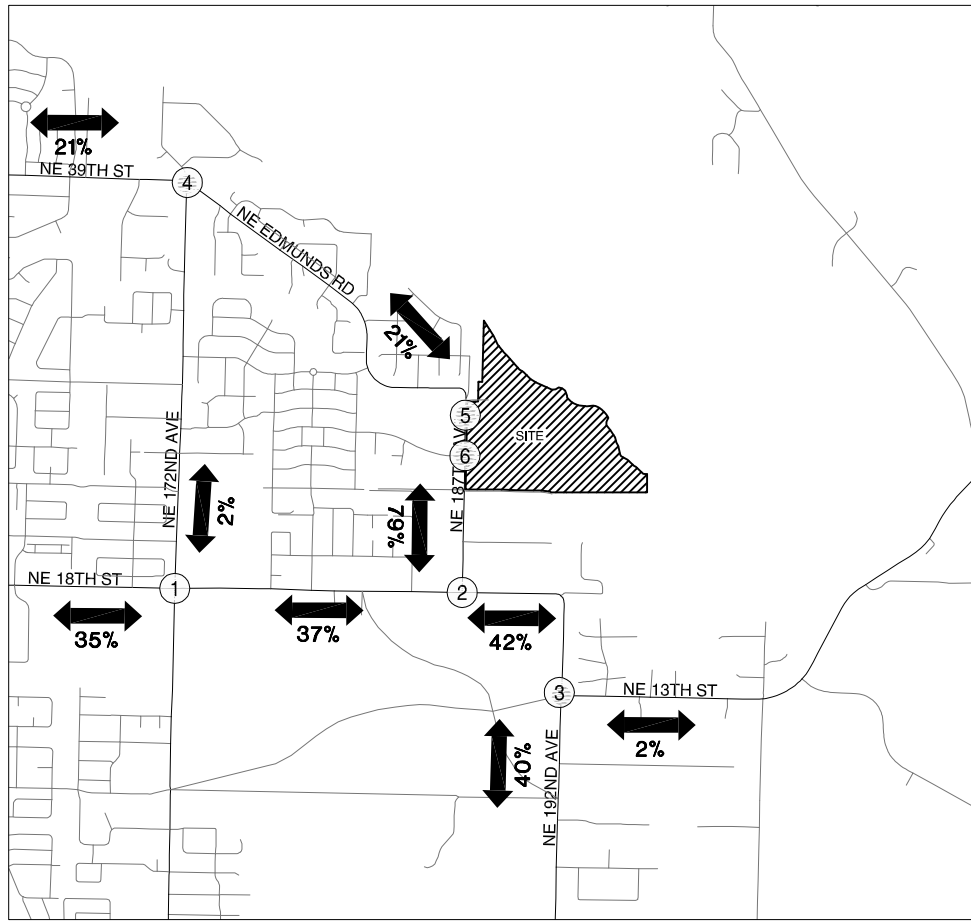 21%
NE 39TH ST
4
NE EDMUNDS RD
21%
5
SITE
6
NE 187T AV
NE 172ND AVE
2%
79%
NE 18TH ST
1
2
35%
37%
42%
3
NE 13TH ST
2%
40%
NE 192ND AVE